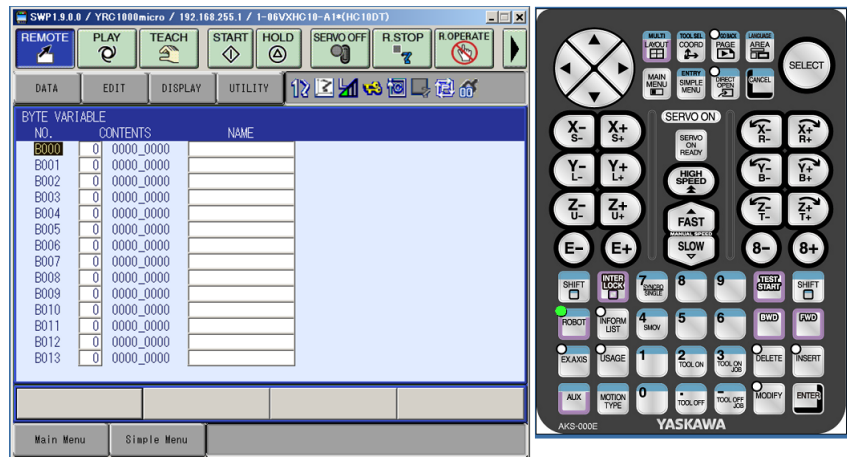 SWP1.9.0.0 / YRC1000micro / 192.168.255.1 / 1-06VXHC10-A1*(HC10DT)
REMOTE PLAY TEACH START HOLD SERVO OFF R.STOP R.OPERATE
DATA EDIT DISPLAY UTILITY
BYTE VARIABLE
NO. CONTENTS NAME
B000 0 0000_0000
B001 0 0000_0000
B002 0 0000_0000
B003 0 0000_0000
B004 0 0000_0000
B005 0 0000_0000
B006 0 0000_0000
B007 0 0000_0000
B008 0 0000_0000
B009 0 0000_0000
B010 0 0000_0000
B011 0 0000_0000
B012 0 0000_0000
B013 0 0000_0000
Main Menu Simple Menu
MULTI TOOL SEL GO BACK LANGUAGE
LAYOUT COORD PAGE AREA
SELECT
ENTRY
MAIN MENU SIMPLE MENU DIRECT OPEN CANCEL
SERVO ON
X- S- X+ S+ SERVO ON READY X- R- X+ R+
Y- L- Y+ L+ HIGH SPEED Y- B- Y+ B+
Z- U- Z+ U+ FAST Z- T- Z+ T+
MANUAL SPEED
E- E+ SLOW 8- 8+
SHIFT INTER LOCK 7 SYNCRO SINGLE 8 9 TEST START SHIFT
ROBOT INFORM LIST 4 SMOV 5 6 BWD FWD
EX.AXIS USAGE 1 2 TOOL ON 3 TOOL ON JOB DELETE INSERT
AUX MOTION TYPE 0 . TOOL OFF - TOOL OFF JOB MODIFY ENTER
AKS-000E YASKAWA